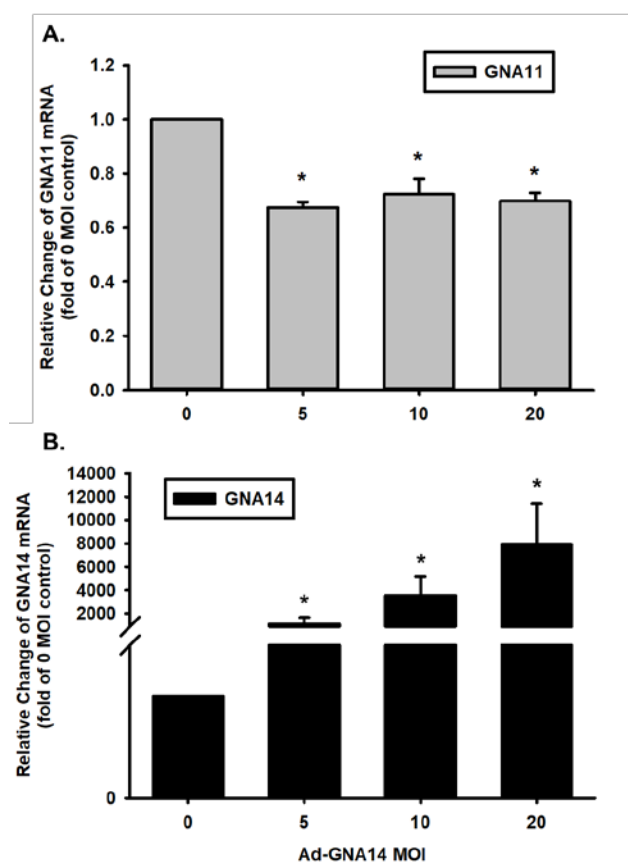 A.
GNA11
Relative Change of GNA11 mRNA
(fold of 0 MOI control)
1.2
1.0
0.8
0.6
0.4
0.2
0.0
* * *
0 5 10 20
B.
GNA14
Relative Change of GNA14 mRNA
(fold of 0 MOI control)
14000
12000
10000
8000
6000
4000
2000
0
* * *
0 5 10 20
Ad-GNA14 MOI